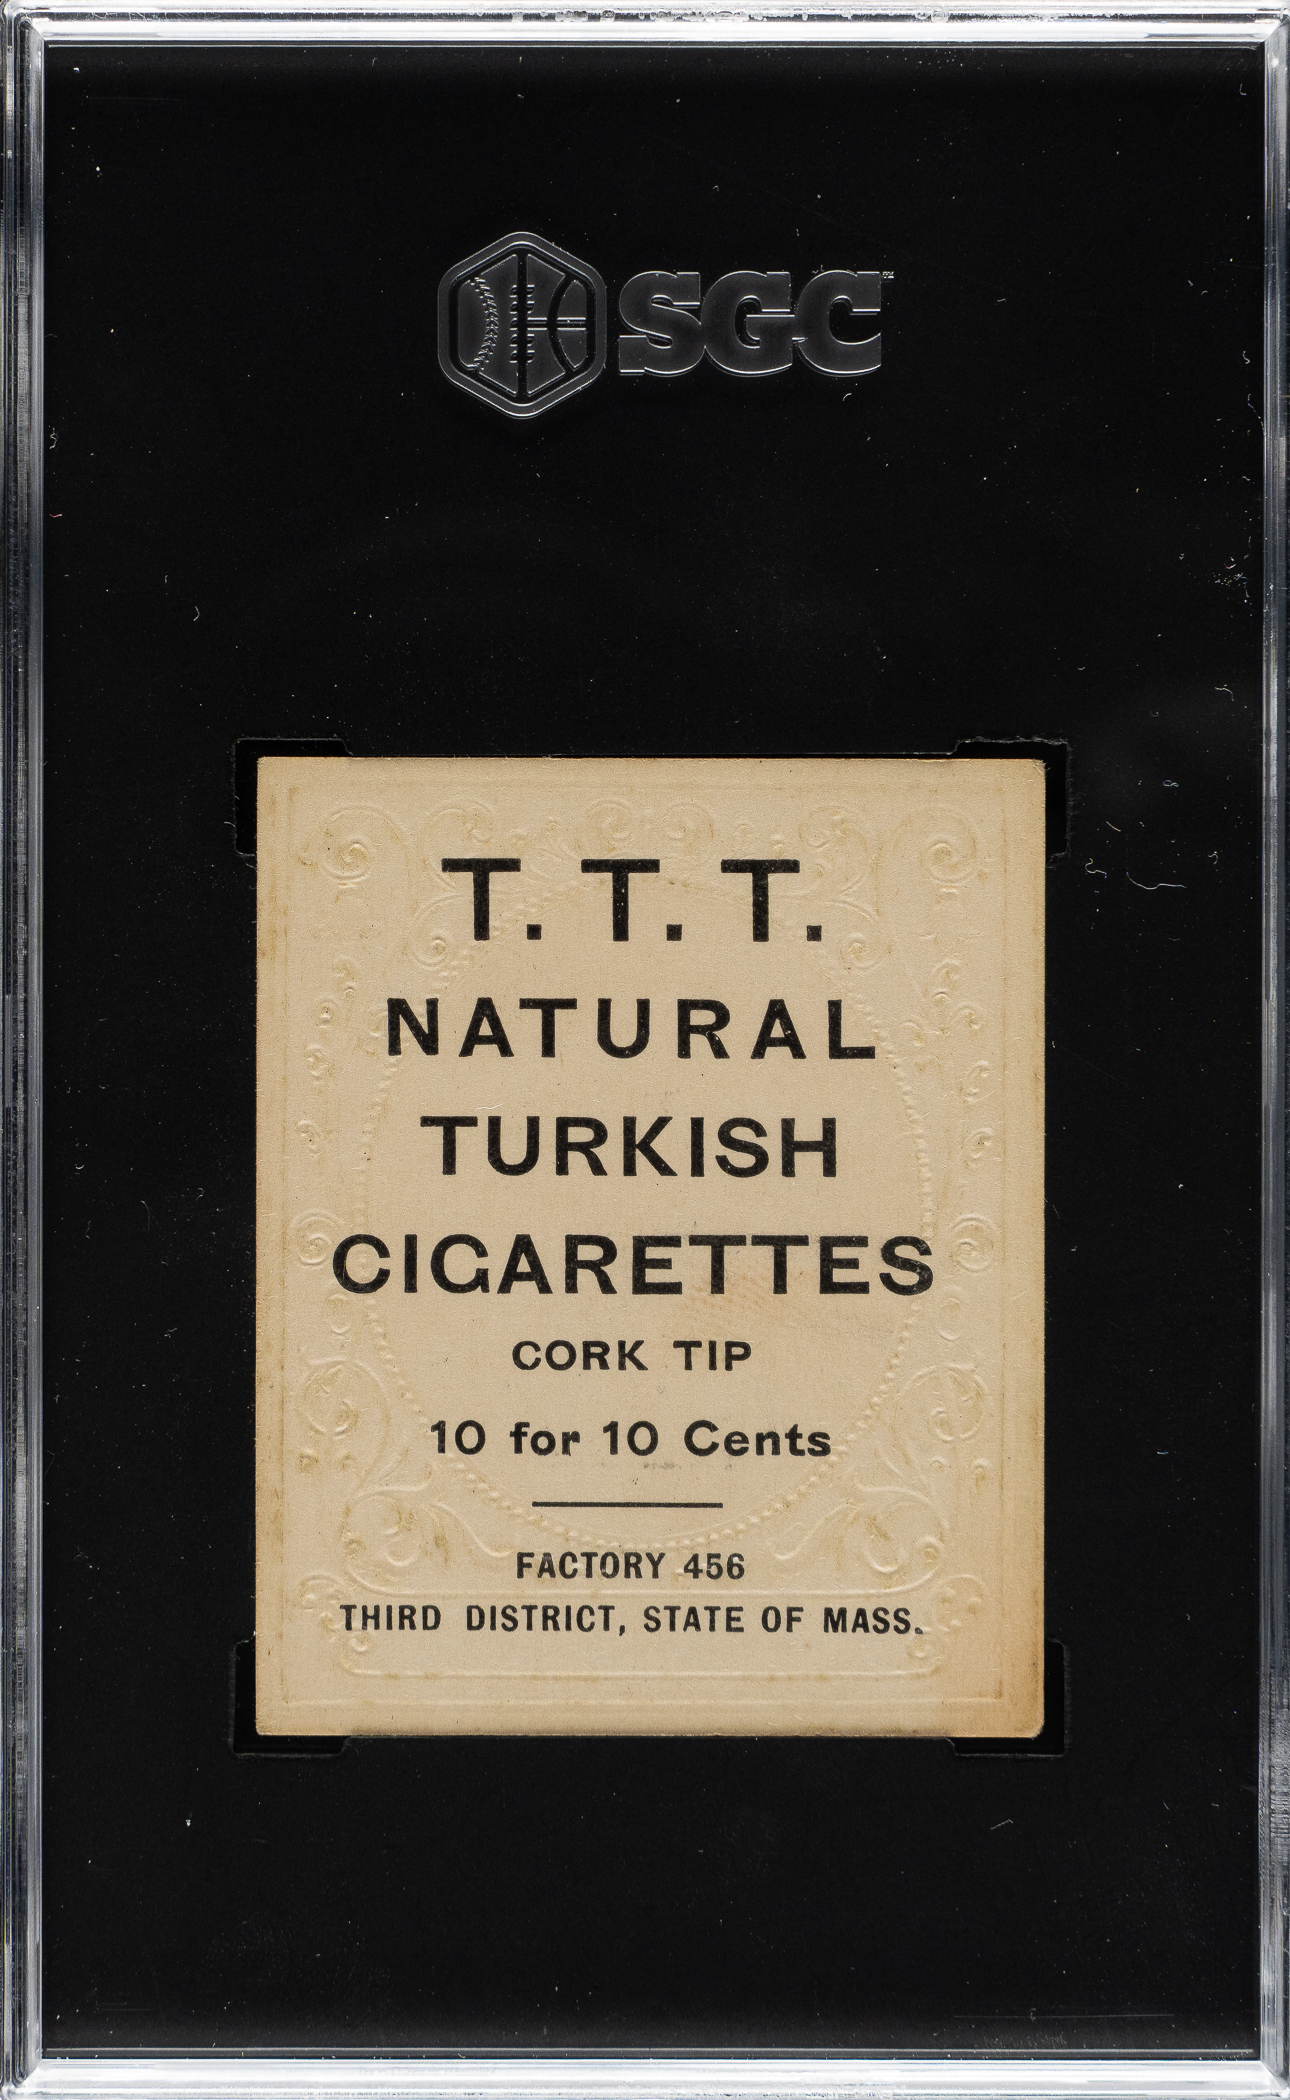 SGC
T. T. T.
NATURAL
TURKISH
CIGARETTES
CORK TIP
10 for 10 Cents
FACTORY 456
THIRD DISTRICT, STATE OF MASS.